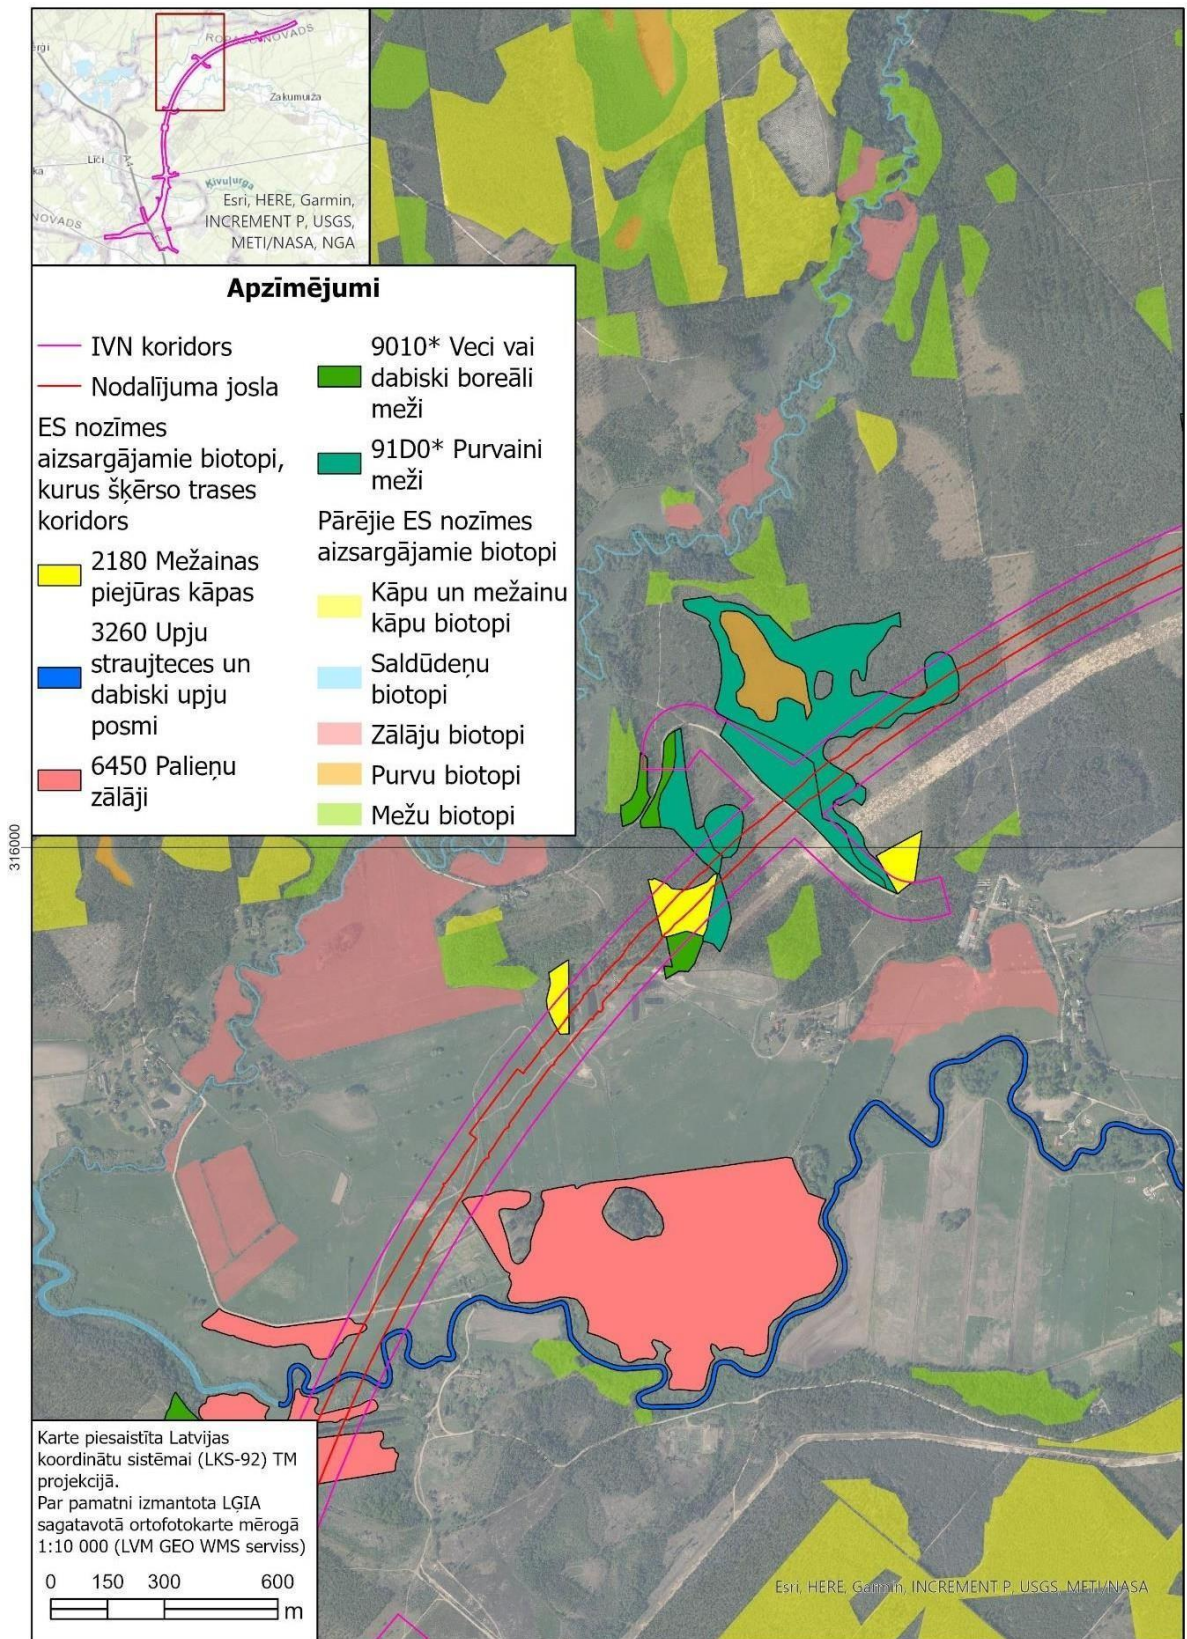 ROPAŽU NOVADS
Zakumuiža
Līči
A4
Ķivuļurga
NOVADS
Esri, HERE, Garmin,
INCREMENT P, USGS,
METI/NASA, NGA
Apzīmējumi
IVN koridors
Nodalījuma josla
ES nozīmes
aizsargājamie biotopi,
kurus šķērso trases
koridors
2180 Mežainas
piejūras kāpas
3260 Upju
straujteces un
dabiski upju
posmi
6450 Palieņu
zālāji
9010* Veci vai
dabiski boreāli
meži
91D0* Purvaini
meži
Pārējie ES nozīmes
aizsargājamie biotopi
Kāpu un mežainu
kāpu biotopi
Saldūdeņu
biotopi
Zālāju biotopi
Purvu biotopi
Mežu biotopi
316000
Karte piesaistīta Latvijas
koordinātu sistēmai (LKS-92) TM
projekcijā.
Par pamatni izmantota LĢIA
sagatavotā ortofotokarte mērogā
1:10 000 (LVM GEO WMS serviss)
0 150 300 600
m
Esri, HERE, Garmin, INCREMENT P, USGS, METI/NASA